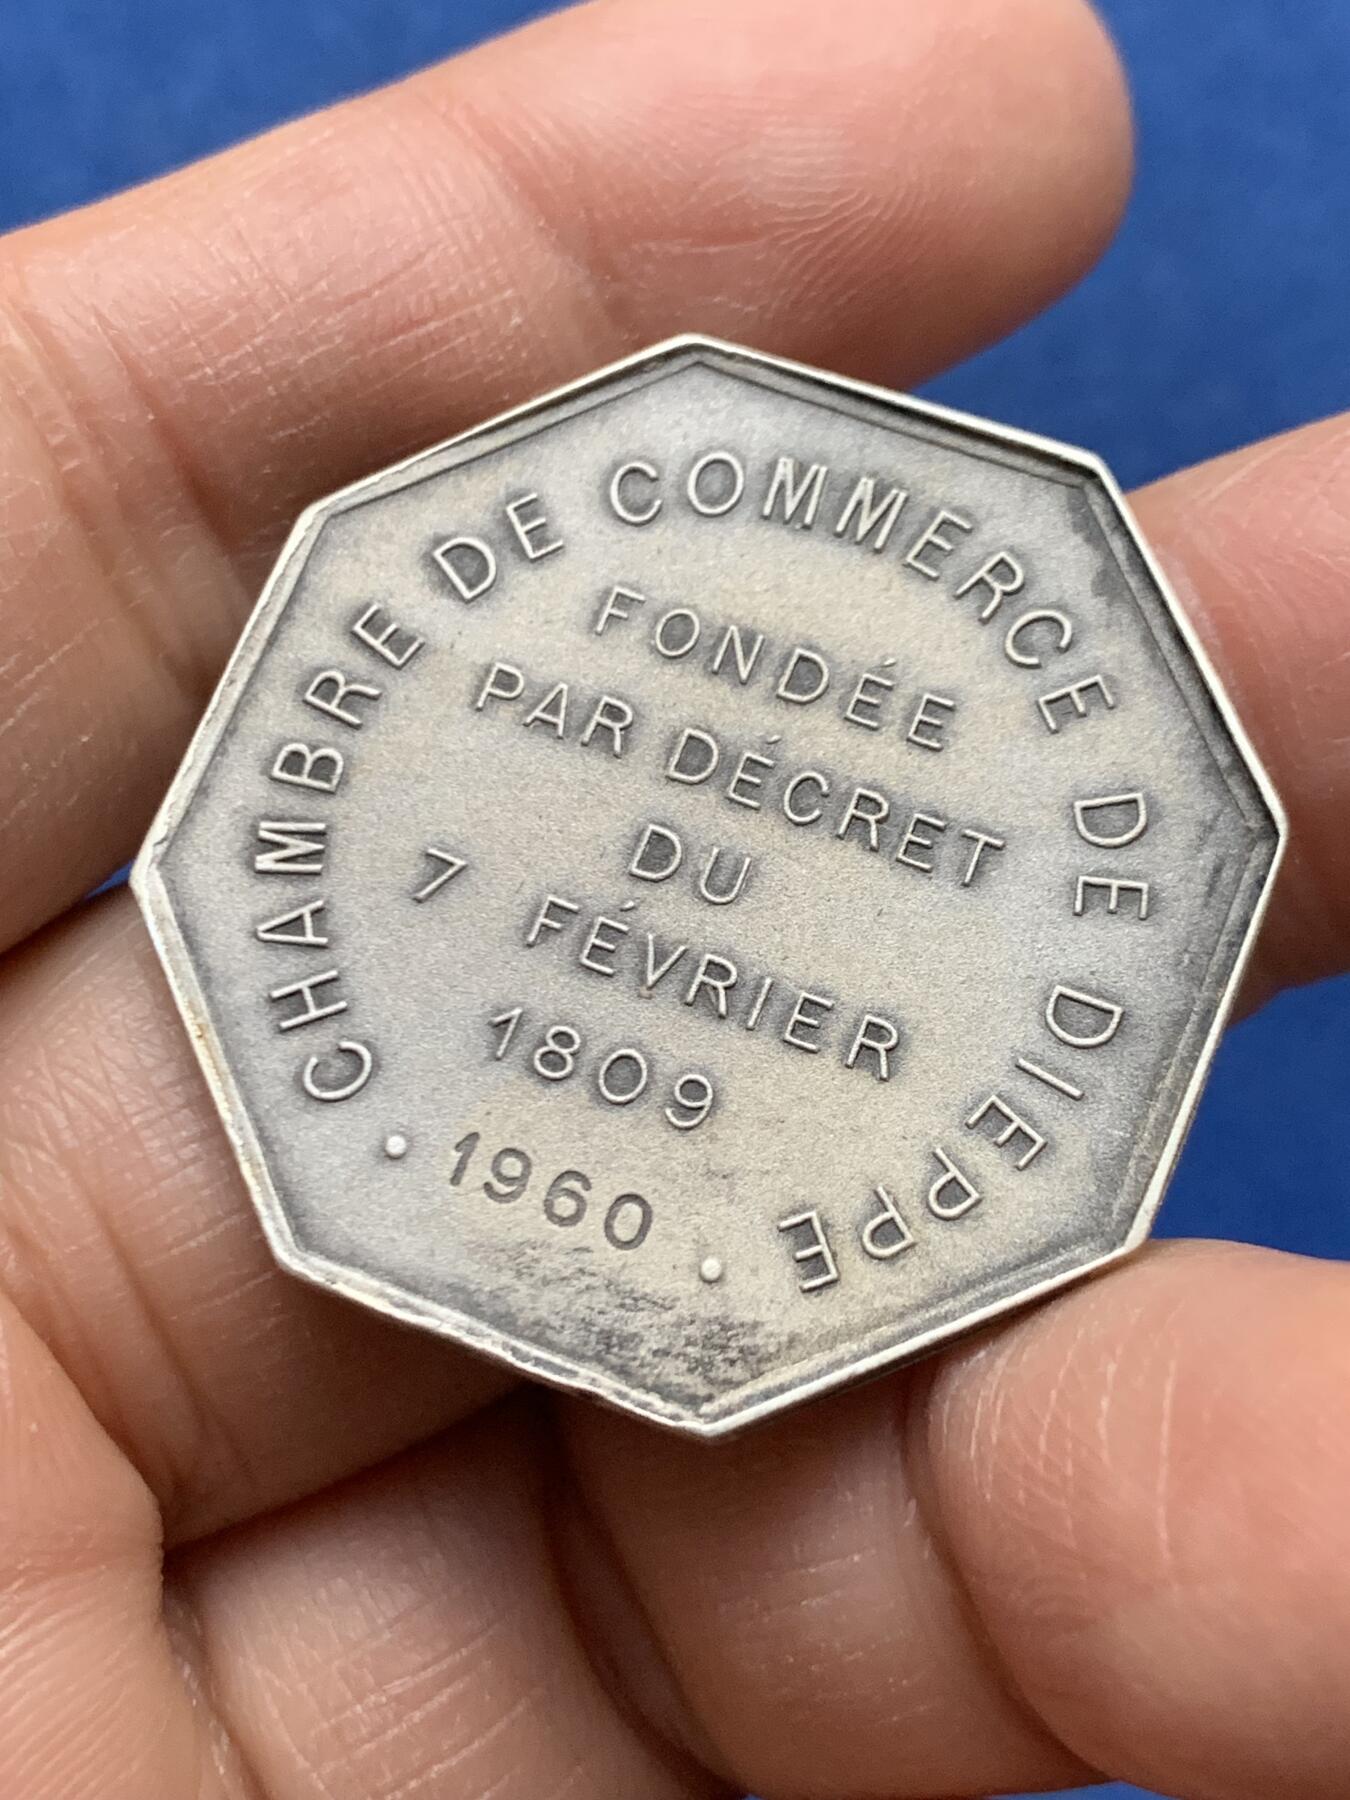 CHAMBRE DE COMMERCE DE DIEPPE
FONDÉE
PAR DÉCRET
DU
7 FÉVRIER
1809
· 1960 ·